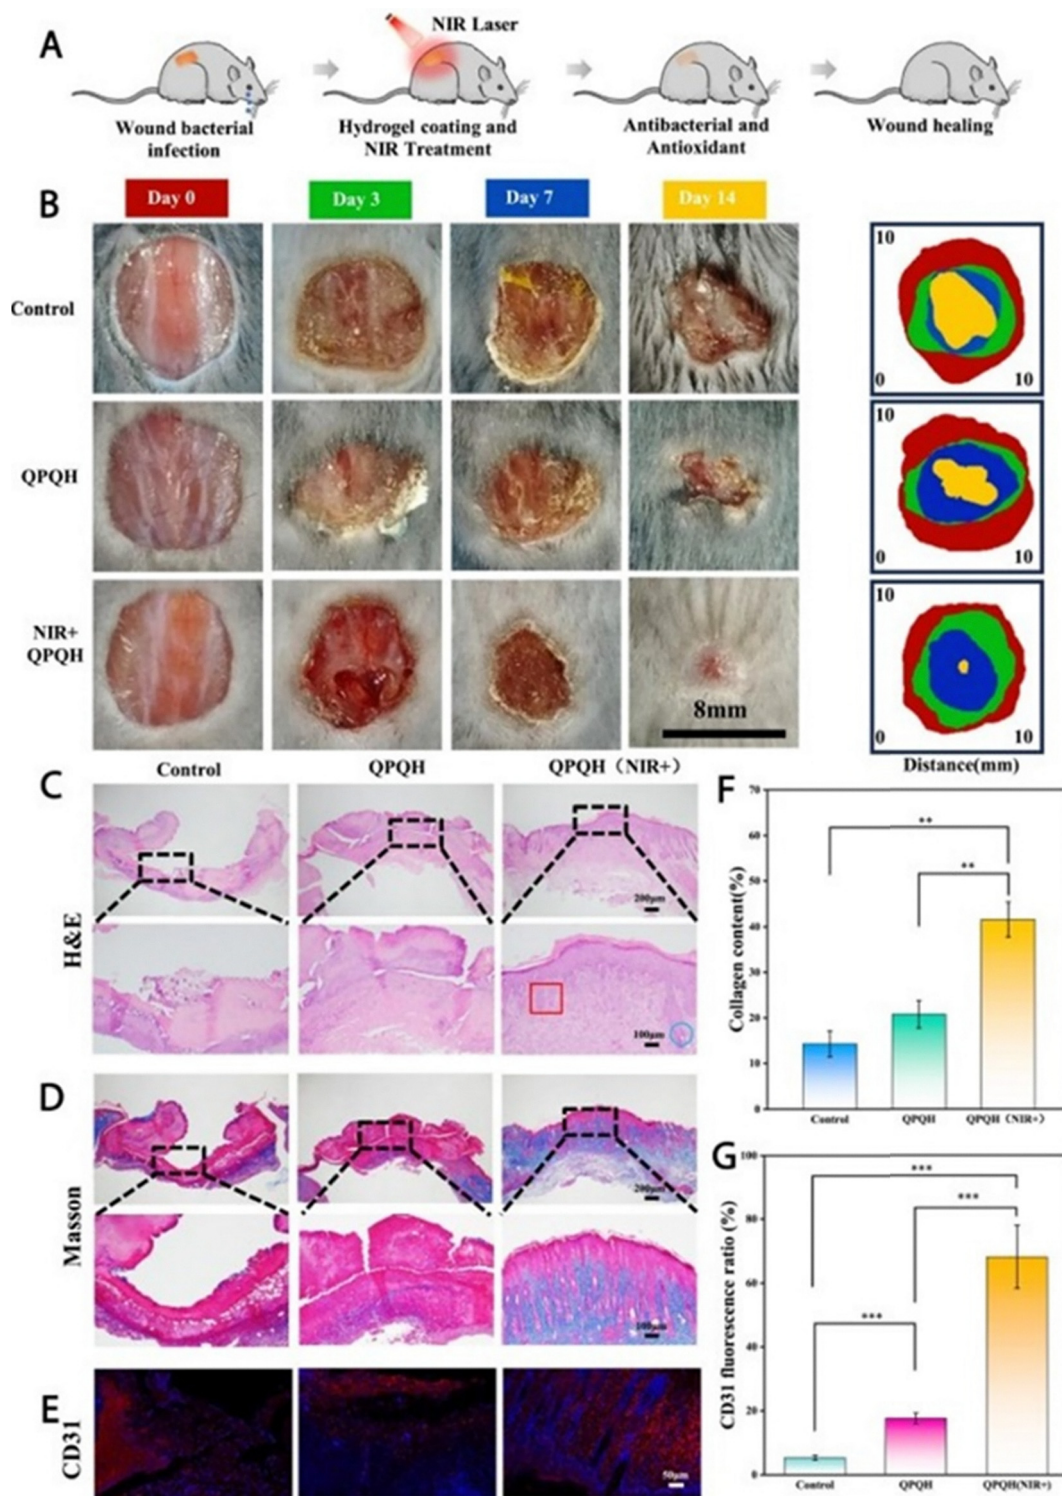 A
NIR Laser
Wound bacterial
infection
Hydrogel coating and
NIR Treatment
Antibacterial and
Antioxidant
Wound healing
B
Day 0
Day 3
Day 7
Day 14
Control
10
0
10
QPQH
10
0
10
NIR+
QPQH
8mm
10
0
10
Distance(mm)
C
Control
QPQH
QPQH（NIR+）
H&E
200μm
100μm
D
Masson
200μm
100μm
E
CD31
50μm
F
Collagen content(%)
70
60
50
40
30
20
10
0
**
**
Control
QPQH
QPQH（NIR+）
G
CD31 fluorescence ratio (%)
100
80
60
40
20
0
***
***
***
Control
QPQH
QPQH(NIR+)